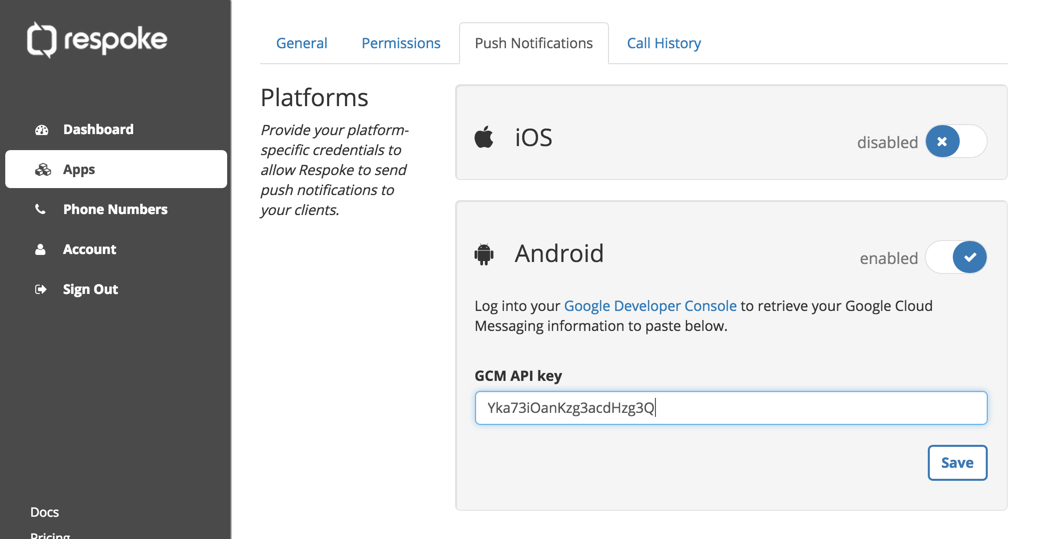 respoke
Dashboard
Apps
Phone Numbers
Account
Sign Out
Docs
Pricing
General
Permissions
Push Notifications
Call History
Platforms
Provide your platform-
specific credentials to
allow Respoke to send
push notifications to
your clients.
iOS
disabled
Android
enabled
Log into your Google Developer Console to retrieve your Google Cloud
Messaging information to paste below.
GCM API key
Yka73iOanKzg3acdHzg3Q
Save